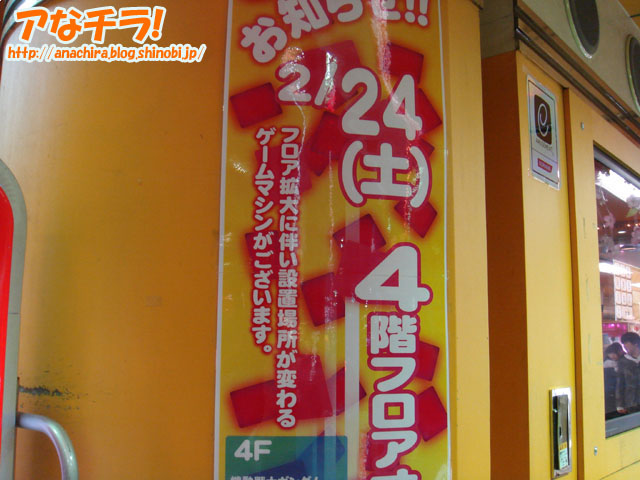 アなチラ!
http://anachira.blog.shinobi.jp/
お知らせ!!
2/24(土)
4階フロア
フロア拡大に伴い設置場所が変わる
ゲームマシンがございます。
4F